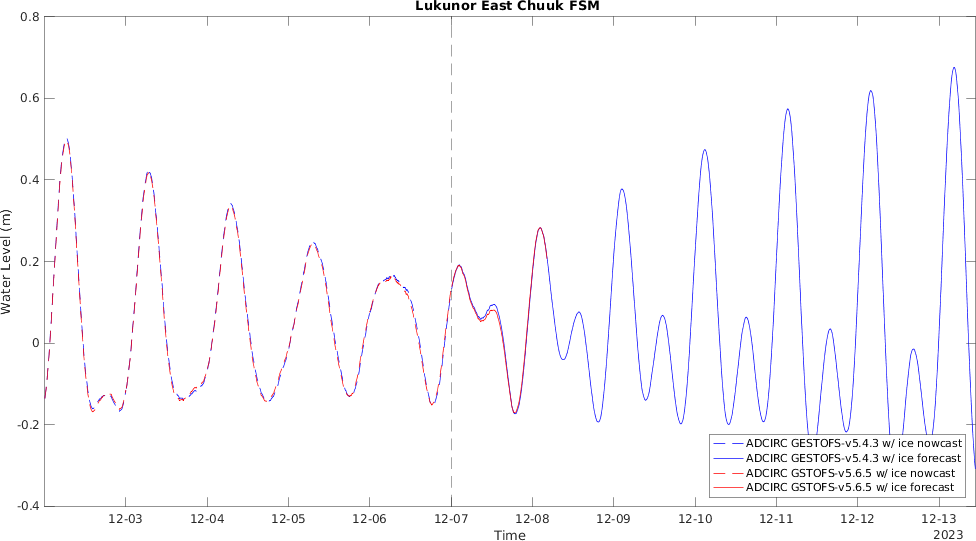 Lukunor East Chuuk FSM
0.8
0.6
0.4
0.2
0
-0.2
-0.4
Water Level (m)
ADCIRC GESTOFS-v5.4.3 w/ ice nowcast
ADCIRC GESTOFS-v5.4.3 w/ ice forecast
ADCIRC GSTOFS-v5.6.5 w/ ice nowcast
ADCIRC GSTOFS-v5.6.5 w/ ice forecast
12-03 12-04 12-05 12-06 12-07 12-08 12-09 12-10 12-11 12-12 12-13
Time
2023